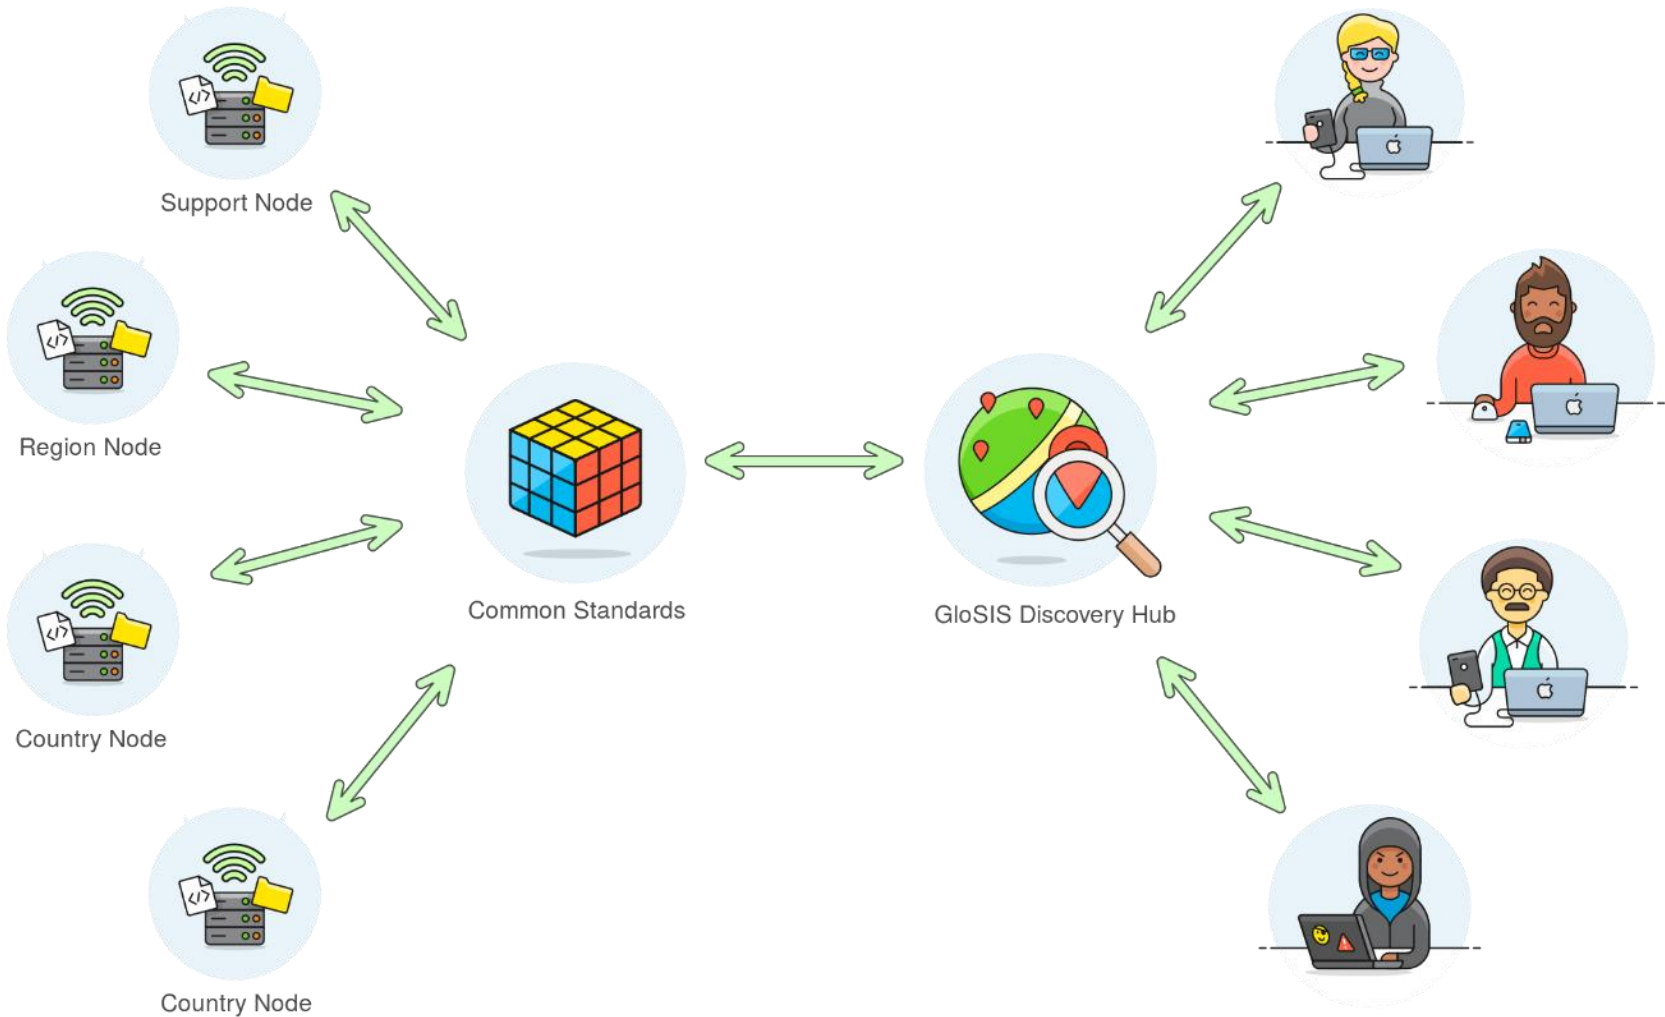 Support Node
Region Node
Common Standards
GloSIS Discovery Hub
Country Node
Country Node